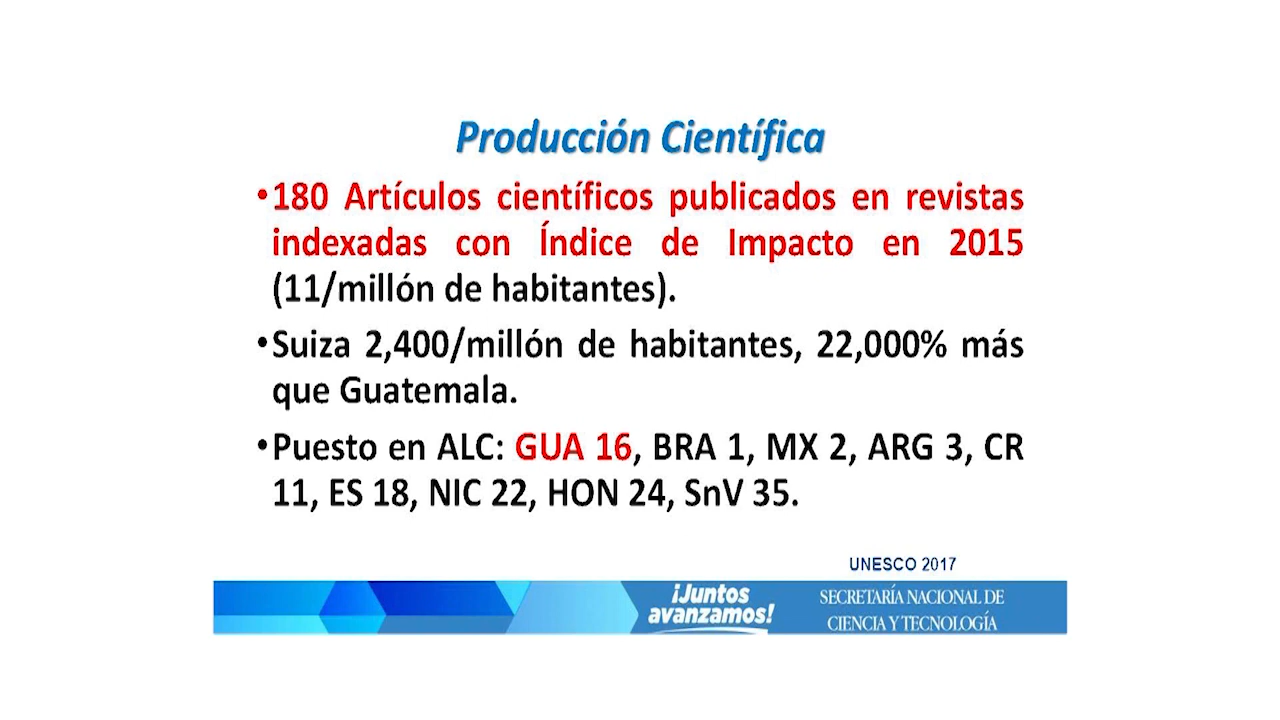 Producción Científica
•180 Artículos científicos publicados en revistas
indexadas con Índice de Impacto en 2015
(11/millón de habitantes).
•Suiza 2,400/millón de habitantes, 22,000% más
que Guatemala.
•Puesto en ALC: GUA 16, BRA 1, MX 2, ARG 3, CR
11, ES 18, NIC 22, HON 24, SnV 35.
UNESCO 2017
¡Juntos
avanzamos!
SECRETARÍA NACIONAL DE
CIENCIA Y TECNOLOGÍA